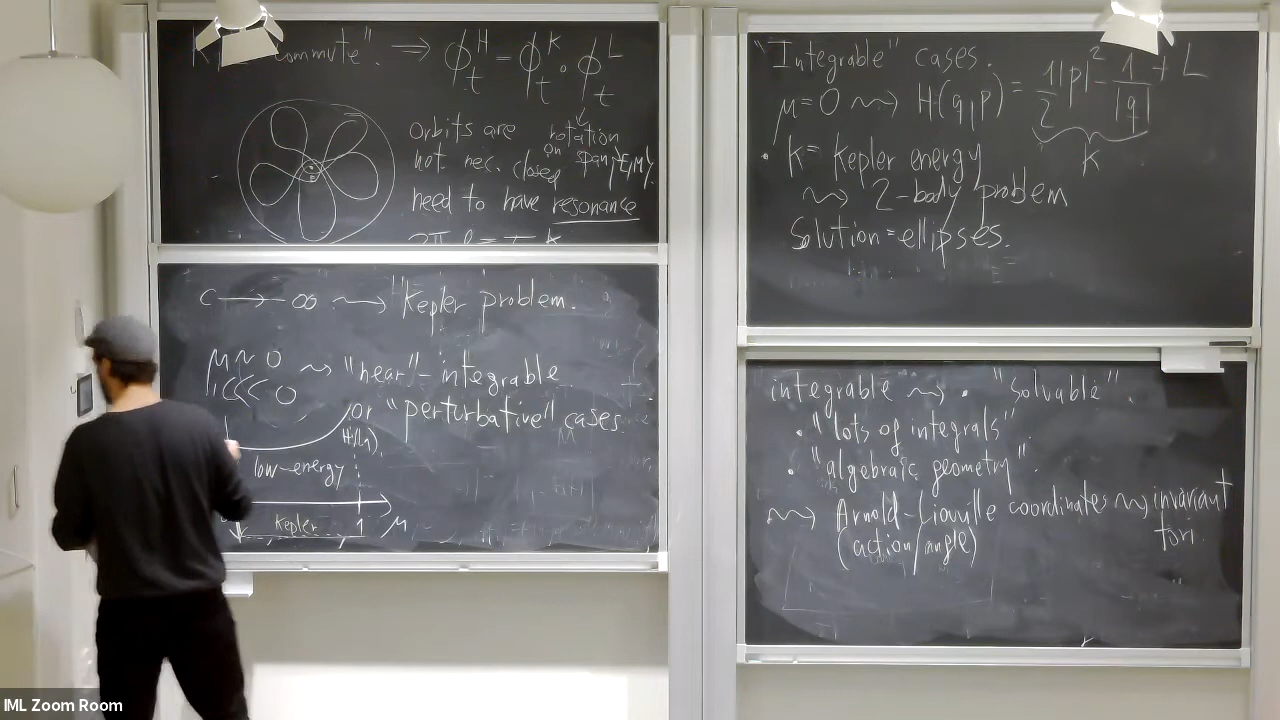 commute". ⟹ ϕ_t^H = ϕ_t^K ∘ ϕ_t^L
Orbits are
not nec. closed
rotation
on span
need to have resonance
c → ∞ ⇝ "Kepler problem.
μ ~ 0 ⇝ "near"-integrable
<<< 0
or "perturbative" cases.
H(L1)
low-energy
Kepler
1
μ
"Integrable" cases.
μ=0 ⇝ H(q,p) = 1/2 |p|² - 1/|q| + L
K
• K = Kepler energy
⇝ 2-body problem
Solution = ellipses.
integrable ⇝ • "Solvable".
• "lots of integrals"
• "algebraic geometry".
⇝ Arnold-Liouville coordinates ⇝ invariant
(action/angle)
tori.
IML Zoom Room